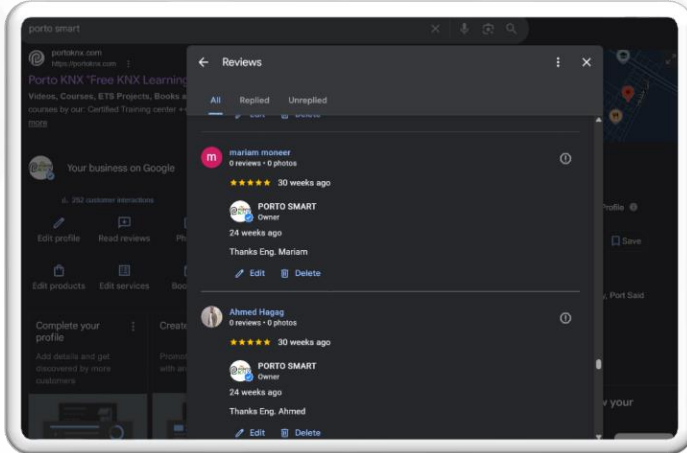 porto smart
portoknx.com
https://portoknx.com
Porto KNX "Free KNX Learning
Videos, Courses, ETS Projects, Books a
courses by our: Certified Training center
more
Your business on Google
252 customer interactions
Edit profile
Read reviews
Edit products
Edit services
Complete your
profile
Add details and get
discovered by more
customers
Reviews
All
Replied
Unreplied
Edit
Delete
m
mariam moneer
0 reviews • 0 photos
★★★★★ 30 weeks ago
PORTO SMART
Owner
24 weeks ago
Thanks Eng. Mariam
Edit
Delete
Ahmed Hagag
0 reviews • 0 photos
★★★★★ 30 weeks ago
PORTO SMART
Owner
24 weeks ago
Thanks Eng. Ahmed
Edit
Delete
Profile
Save
, Port Said
your